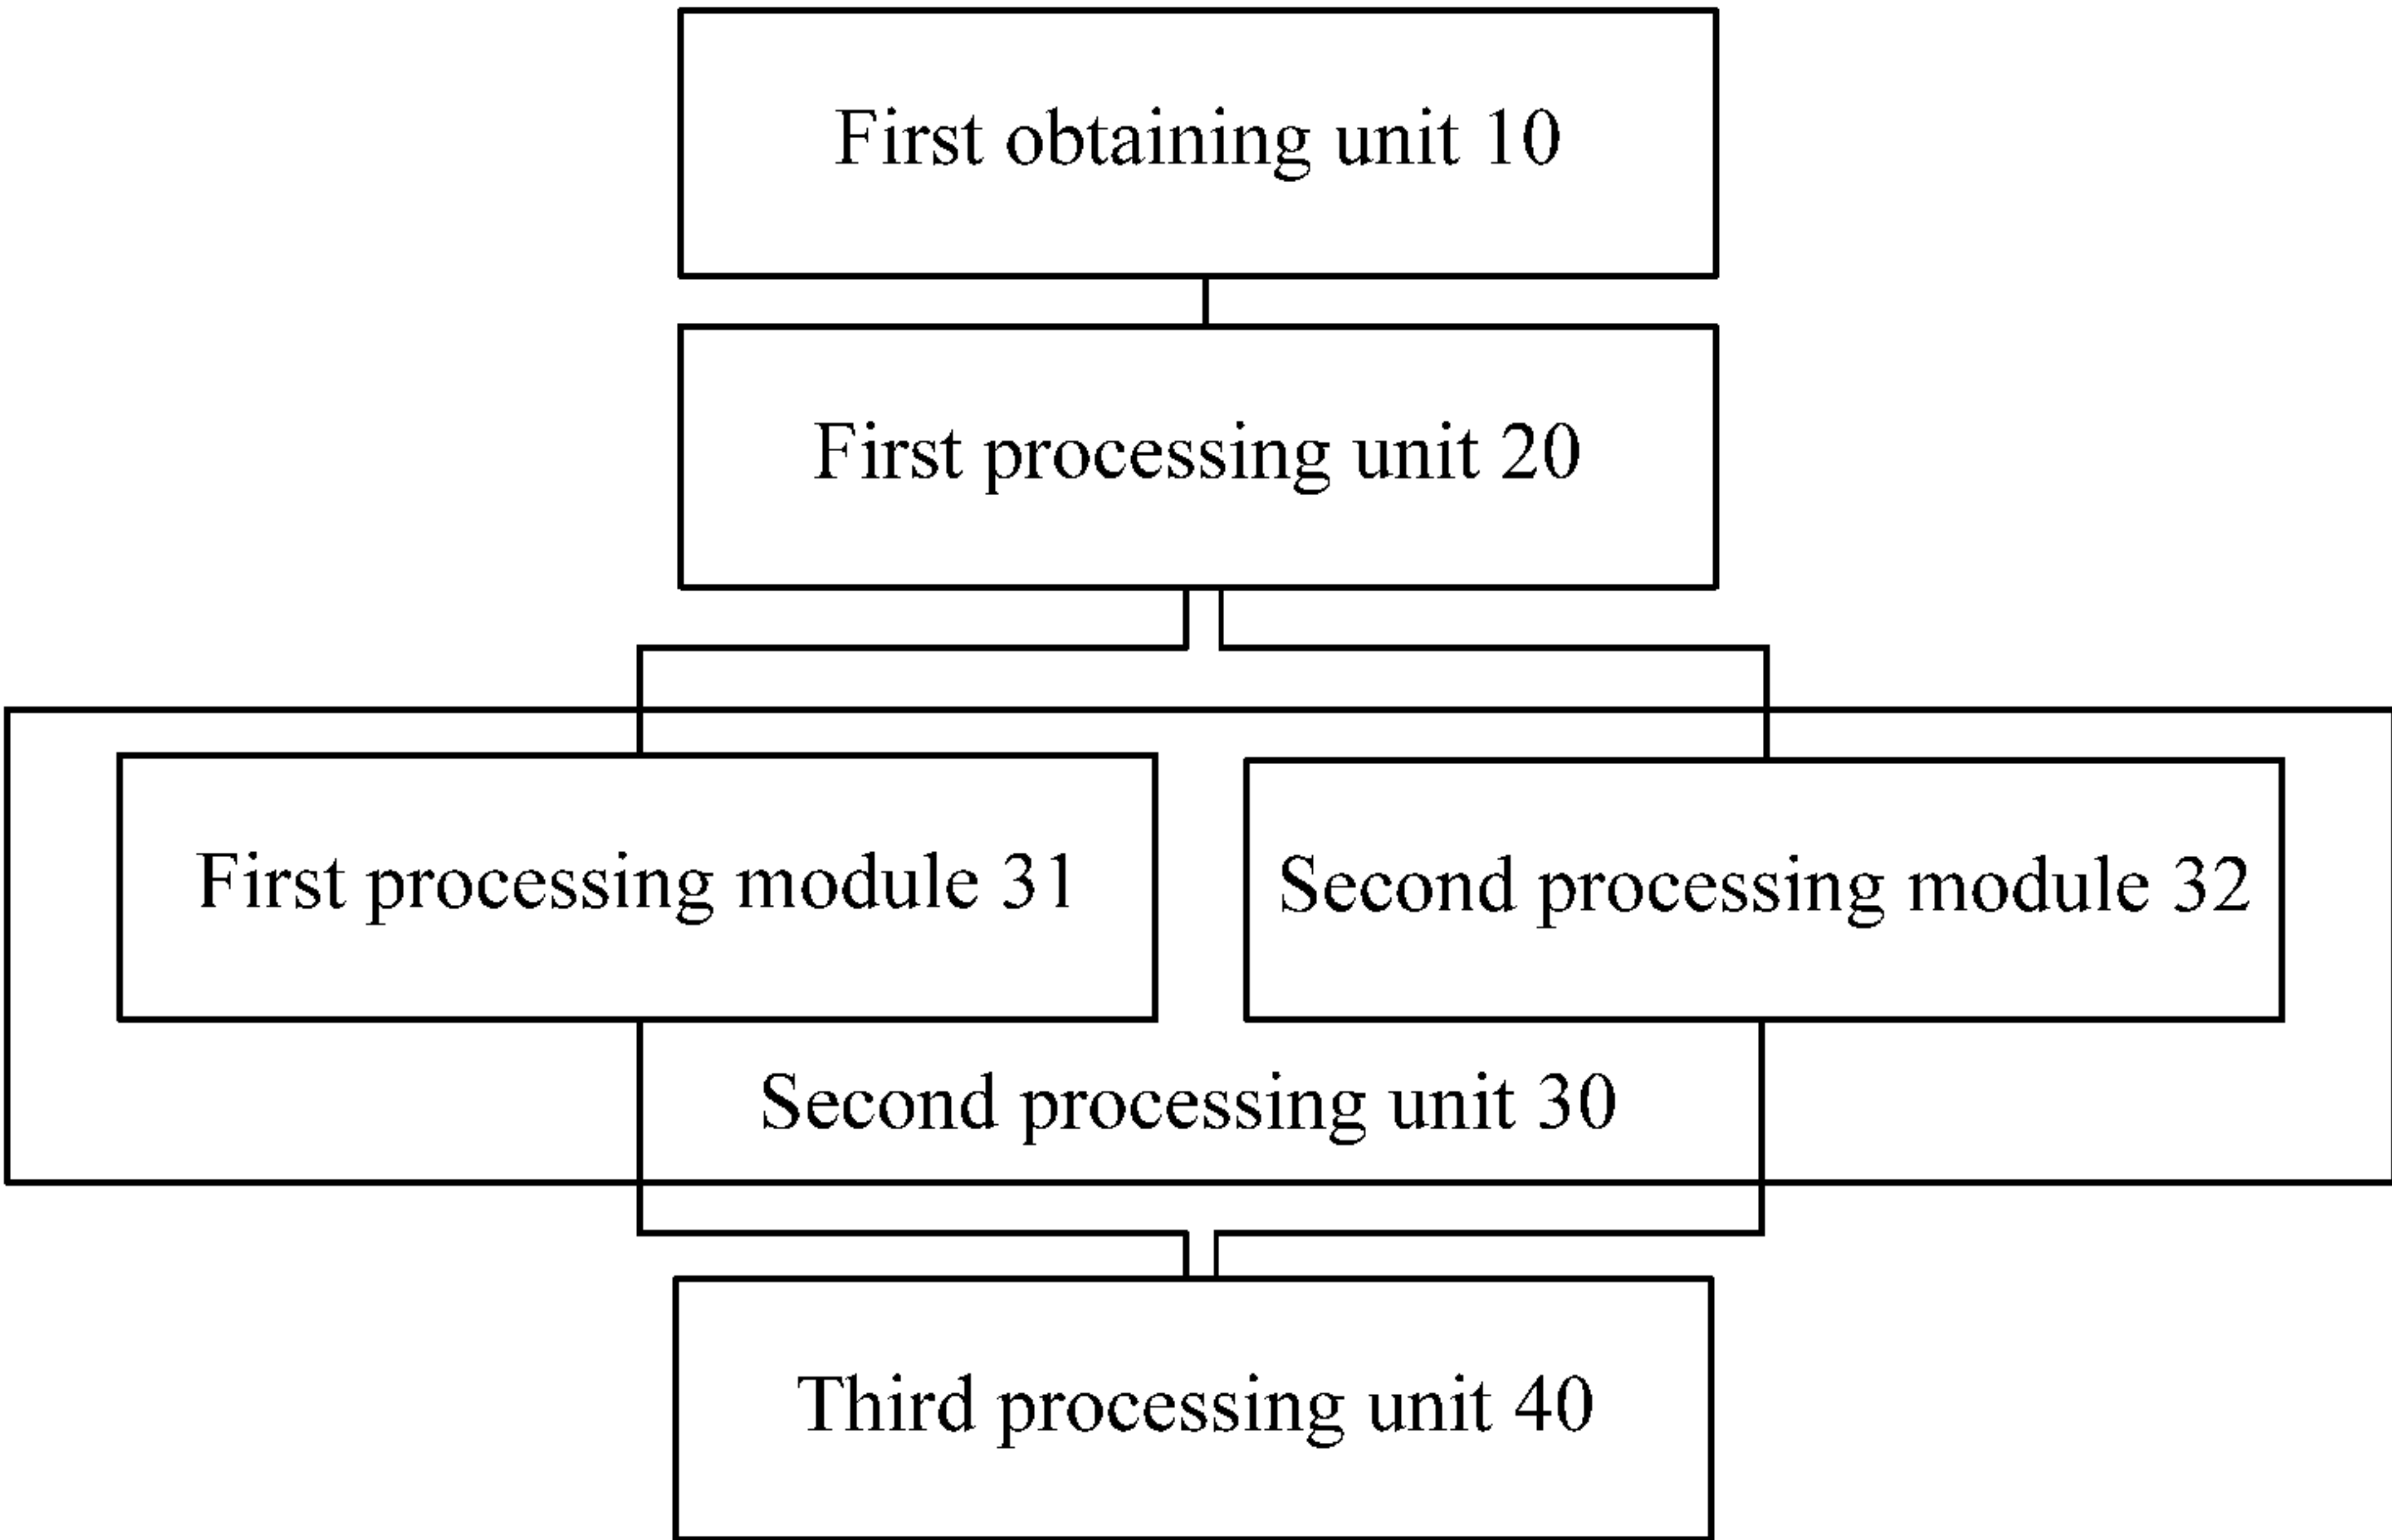 First obtaining unit 10
First processing unit 20
First processing module 31
Second processing module 32
Second processing unit 30
Third processing unit 40